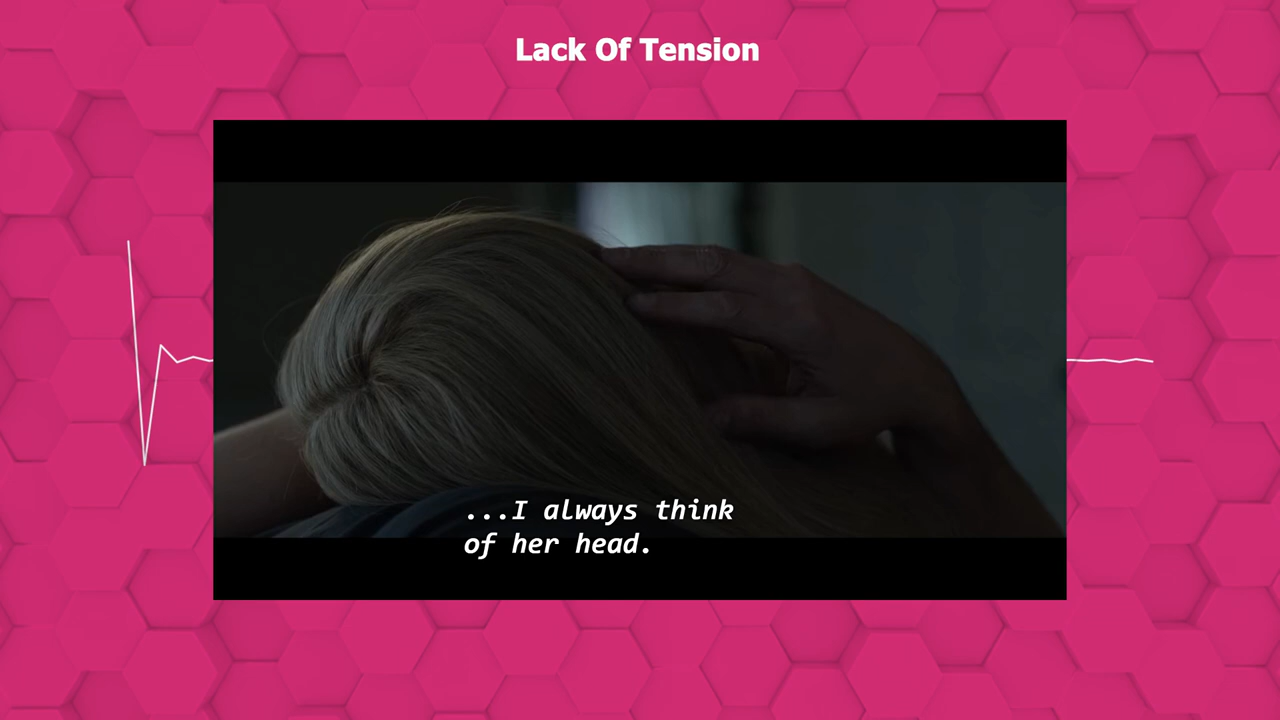 Lack Of Tension
...I always think
of her head.